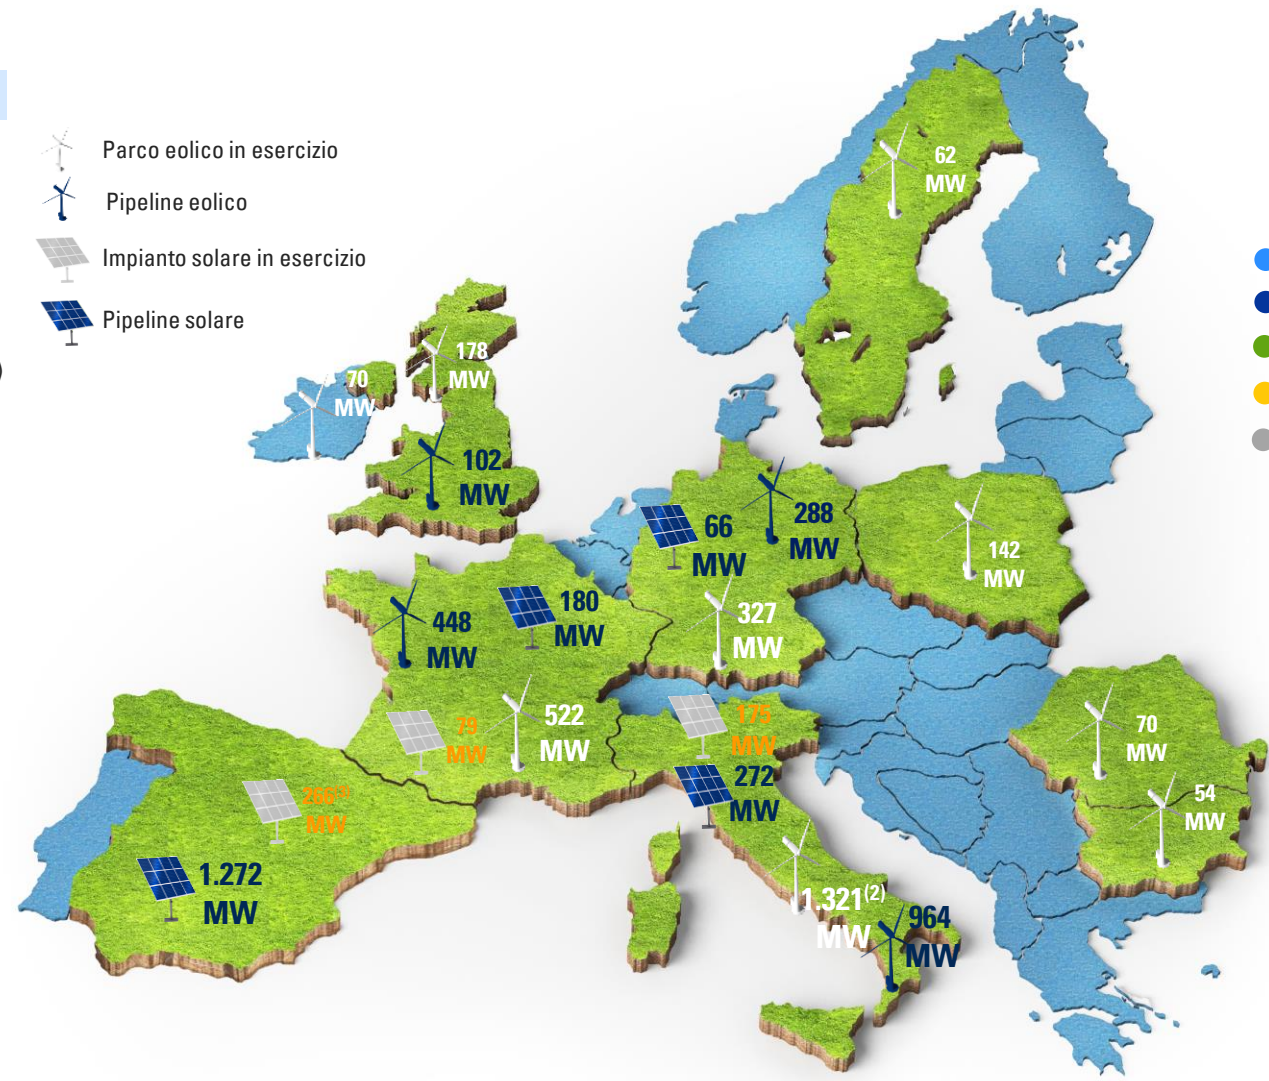 Parco eolico in esercizio
Pipeline eolico
Impianto solare in esercizio
Pipeline solare
62
MW
178
MW
70
MW
102
MW
66
MW
288
MW
142
MW
448
MW
180
MW
327
MW
79
MW
522
MW
175
MW
272
MW
70
MW
54
MW
266(3)
MW
1.272
MW
1.321(2)
MW
964
MW